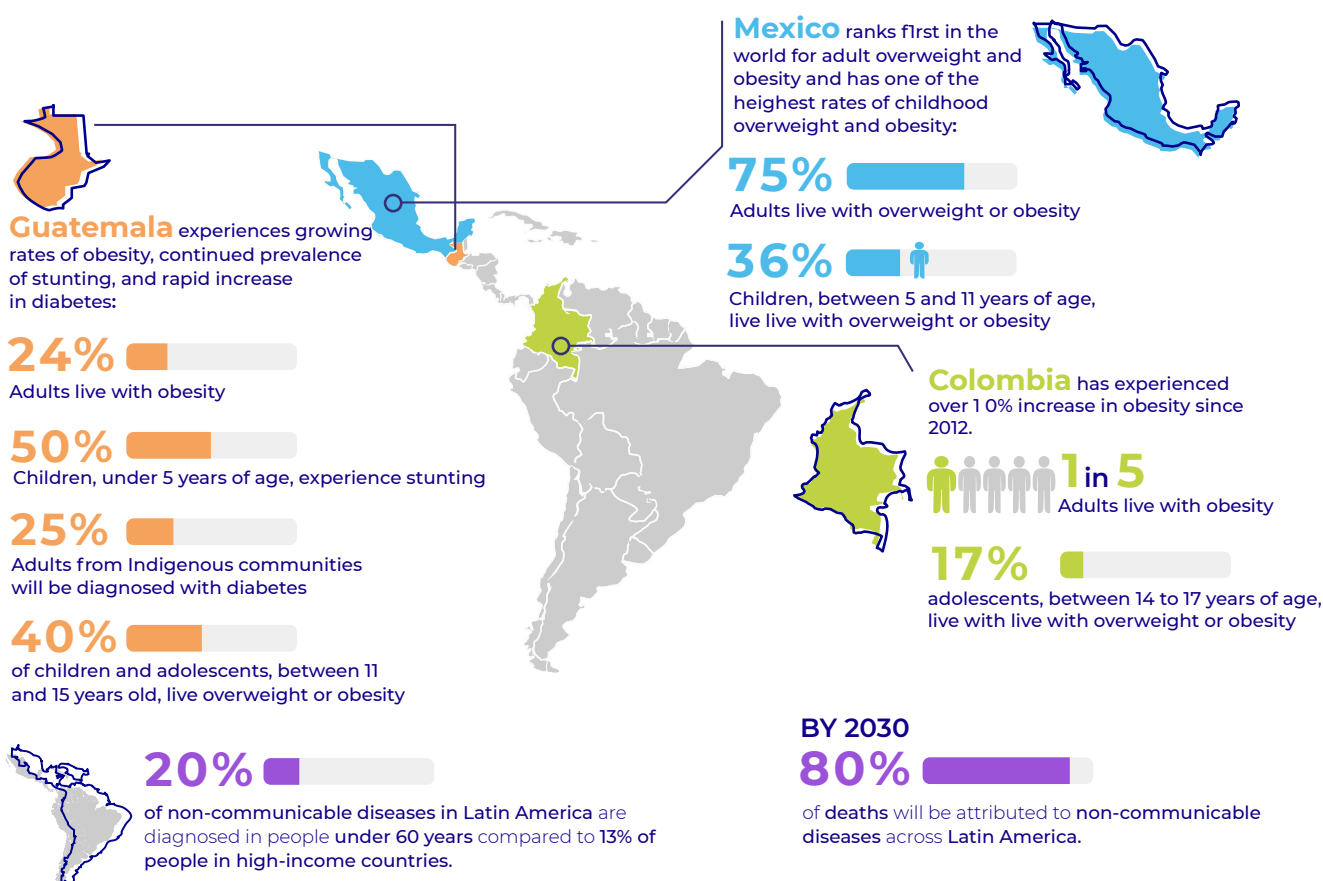 Mexico ranks f1rst in the
world for adult overweight and
obesity and has one of the
heighest rates of childhood
overweight and obesity:
75%
Adults live with overweight or obesity
36%
Children, between 5 and 11 years of age,
live live with overweight or obesity
Guatemala experiences growing
rates of obesity, continued prevalence
of stunting, and rapid increase
in diabetes:
24%
Adults live with obesity
50%
Children, under 5 years of age, experience stunting
25%
Adults from Indigenous communities
will be diagnosed with diabetes
40%
of children and adolescents, between 11
and 15 years old, live overweight or obesity
Colombia has experienced
over 1 0% increase in obesity since
2012.
1 in 5
Adults live with obesity
17%
adolescents, between 14 to 17 years of age,
live with live with overweight or obesity
20%
of non-communicable diseases in Latin America are
diagnosed in people under 60 years compared to 13% of
people in high-income countries.
BY 2030
80%
of deaths will be attributed to non-communicable
diseases across Latin America.